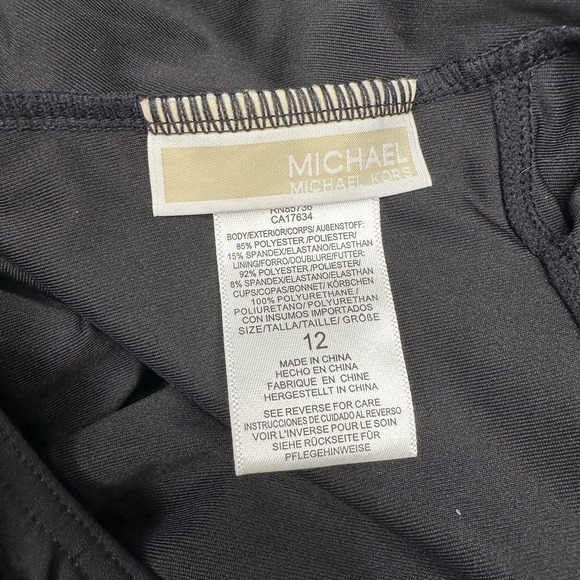 MICHAEL
MICHAEL KORS
RN85736
CA17634
BODY/EXTERIOR/CORPS/ AUßENSTOFF:
85% POLYESTER /POLIESTER/
15% SPANDEX/ELASTANO/ELASTHAN
LINING/FORRO/DOUBLURE/FUTTER:
92% POLYESTER /POLIESTER/
8% SPANDEX/ELASTANO/ELASTHAN
CUPS/COPAS/BONNET/ KÖRBCHEN
100% POLYURETHANE /
POLIURETANO/ POLYURETHAN
CON INSUMOS IMPORTADOS
SIZE/TALLA/TAILLE/ GRÖßE
12
MADE IN CHINA
HECHO EN CHINA
FABRIQUE EN CHINE
HERGESTELLT IN CHINA
SEE REVERSE FOR CARE
INSTRUCCIONES DE CUIDADO AL REVERSO
VOIR L'INVERSE POUR LE SOIN
SIEHE RÜCKSEITE FÜR
PFLEGEHINWEISE